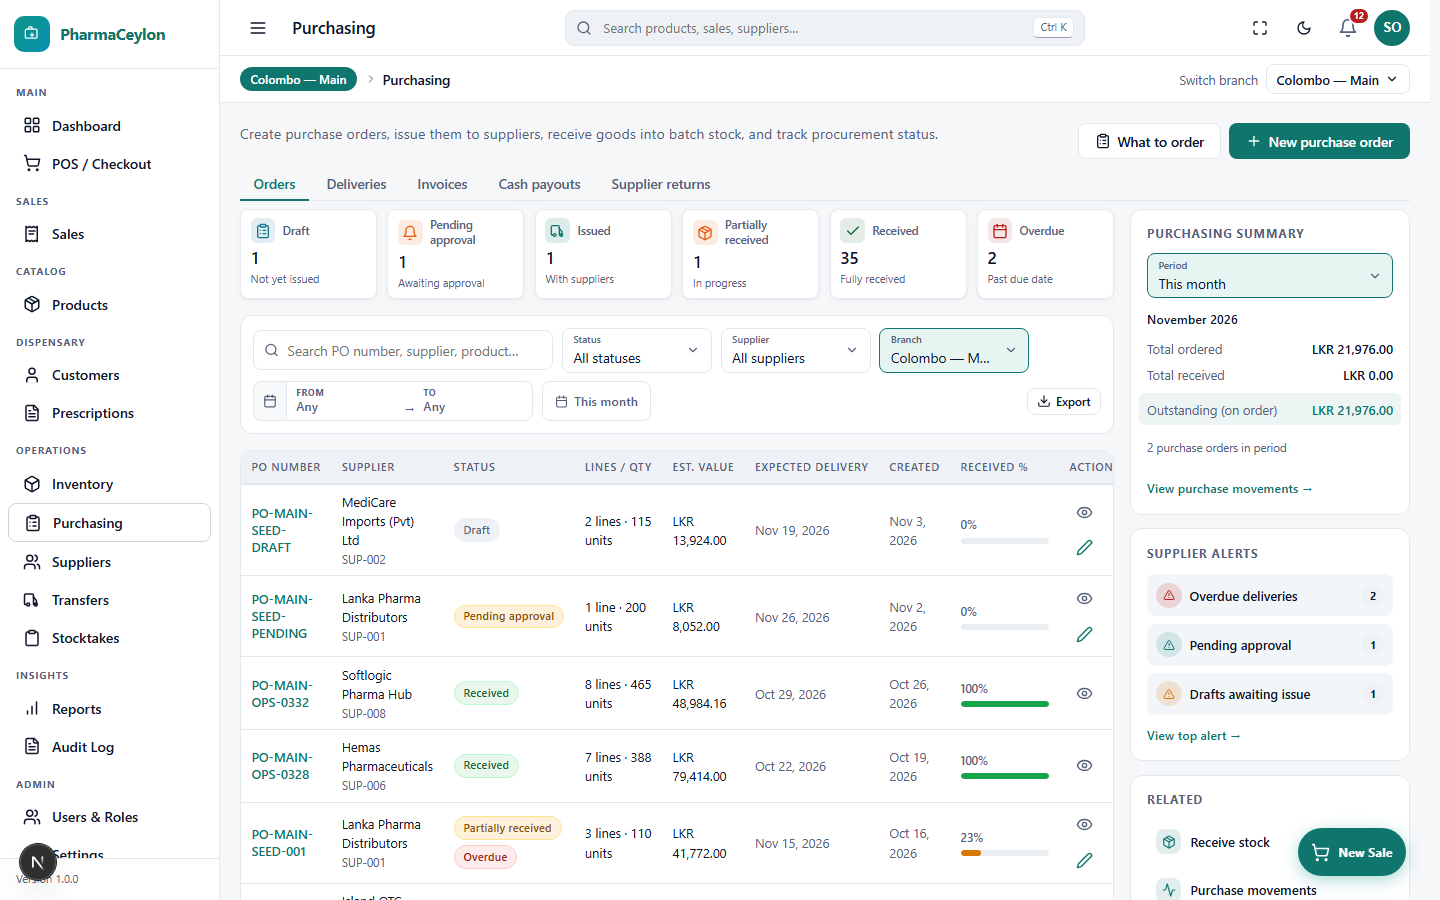 PharmaCeylon
Purchasing
Search products, sales, suppliers...
Ctrl K
12
SO
Colombo — Main
Purchasing
Switch branch
Colombo — Main
MAIN
Dashboard
POS / Checkout
SALES
Sales
CATALOG
Products
DISPENSARY
Customers
Prescriptions
OPERATIONS
Inventory
Purchasing
Suppliers
Transfers
Stocktakes
INSIGHTS
Reports
Audit Log
ADMIN
Users & Roles
Settings
N
Version 1.0.0
Create purchase orders, issue them to suppliers, receive goods into batch stock, and track procurement status.
What to order
New purchase order
Orders
Deliveries
Invoices
Cash payouts
Supplier returns
Draft
1
Not yet issued
Pending
approval
1
Awaiting approval
Issued
1
With suppliers
Partially
received
1
In progress
Received
35
Fully received
Overdue
2
Past due date
Search PO number, supplier, product...
Status
All statuses
Supplier
All suppliers
Branch
Colombo — M...
FROM
Any
→
TO
Any
This month
Export
PO NUMBER SUPPLIER STATUS LINES / QTY EST. VALUE EXPECTED DELIVERY CREATED RECEIVED % ACTION
PO-MAIN-
SEED-
DRAFT
MediCare
Imports (Pvt)
Ltd
SUP-002
Draft
2 lines · 115
units
LKR
13,924.00
Nov 19, 2026
Nov 3,
2026
0%
PO-MAIN-
SEED-
PENDING
Lanka Pharma
Distributors
SUP-001
Pending approval
1 line · 200
units
LKR
8,052.00
Nov 26, 2026
Nov 2,
2026
0%
PO-MAIN-
OPS-0332
Softlogic
Pharma Hub
SUP-008
Received
8 lines · 465
units
LKR
48,984.16
Oct 29, 2026
Oct 26,
2026
100%
PO-MAIN-
OPS-0328
Hemas
Pharmaceuticals
SUP-006
Received
7 lines · 388
units
LKR
79,414.00
Oct 22, 2026
Oct 19,
2026
100%
PO-MAIN-
SEED-001
Lanka Pharma
Distributors
SUP-001
Partially received
Overdue
3 lines · 110
units
LKR
41,772.00
Nov 15, 2026
Oct 16,
2026
23%
Island OTC
PURCHASING SUMMARY
Period
This month
November 2026
Total ordered LKR 21,976.00
Total received LKR 0.00
Outstanding (on order) LKR 21,976.00
2 purchase orders in period
View purchase movements →
SUPPLIER ALERTS
Overdue deliveries 2
Pending approval 1
Drafts awaiting issue 1
View top alert →
RELATED
Receive stock
Purchase movements
New Sale